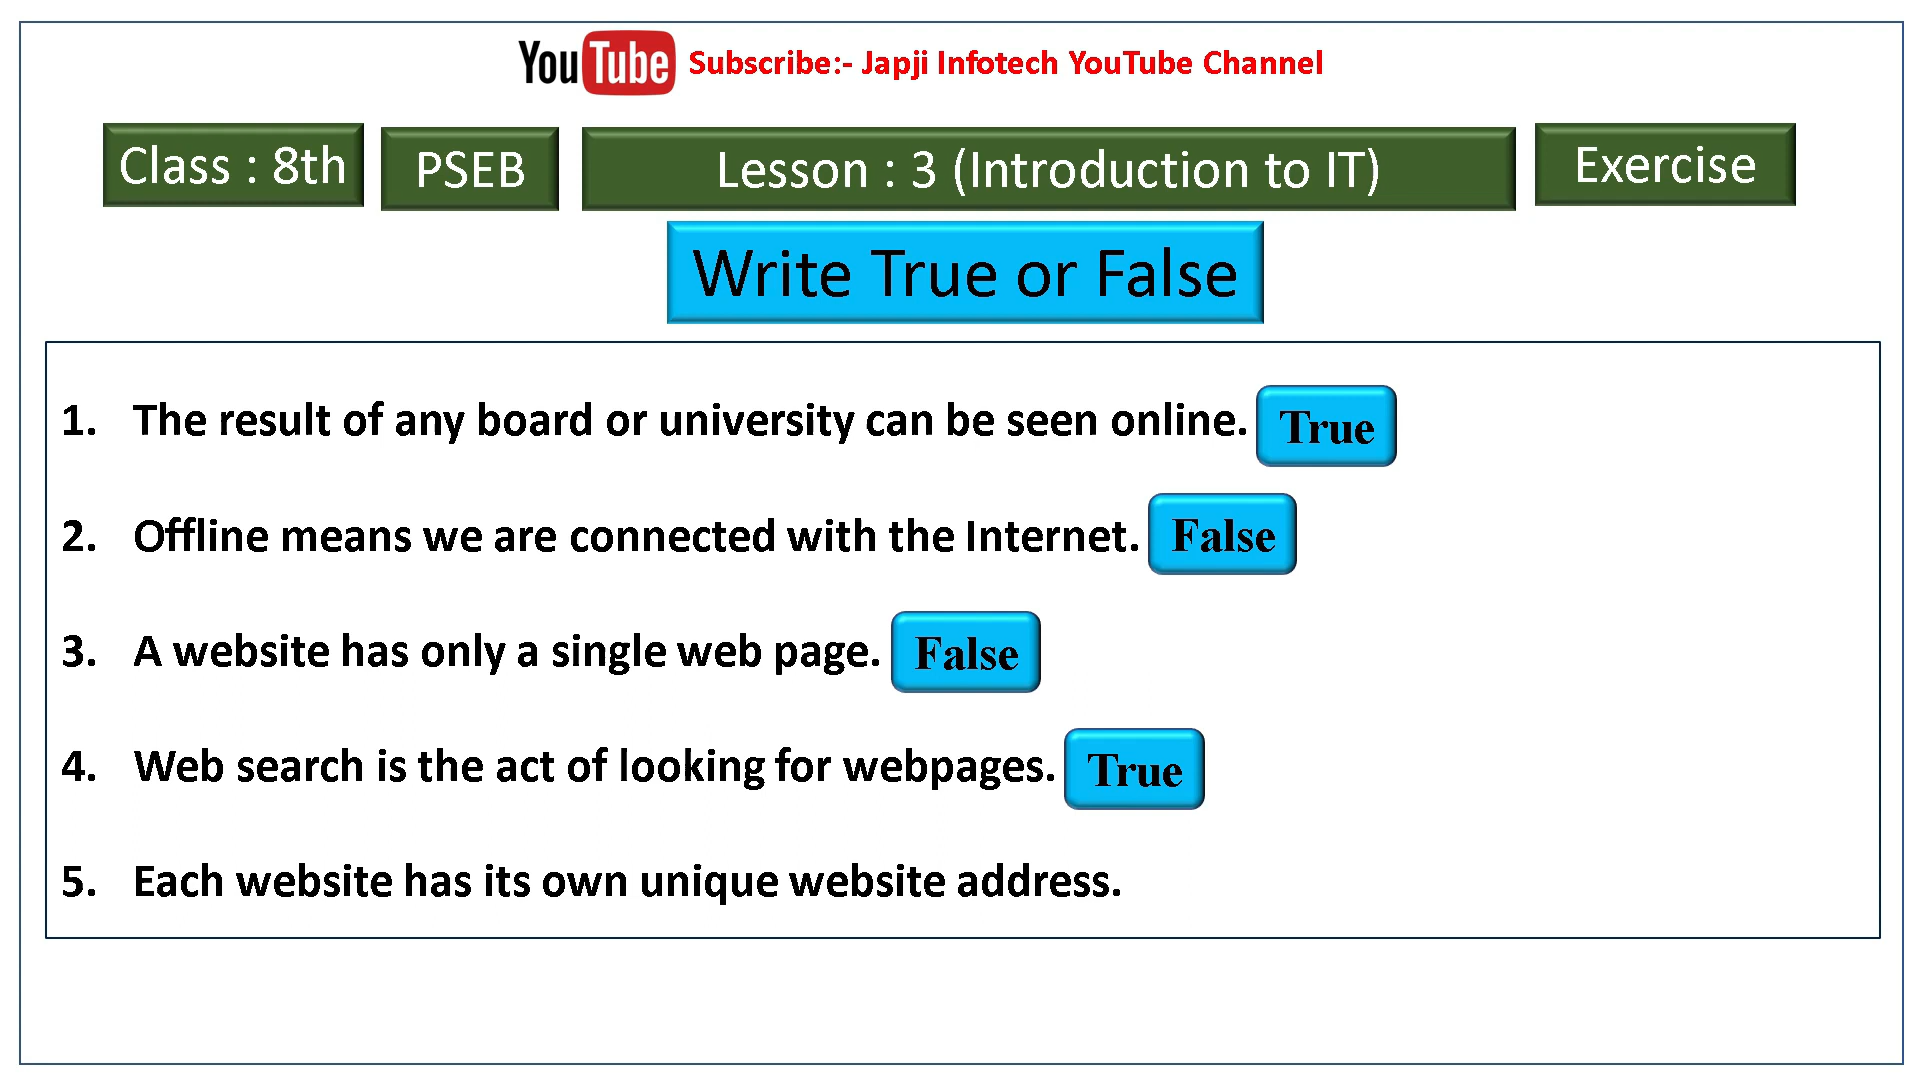 YouTube Subscribe:- Japji Infotech YouTube Channel
Class : 8th PSEB Lesson : 3 (Introduction to IT) Exercise
Write True or False
1. The result of any board or university can be seen online. True
2. Offline means we are connected with the Internet. False
3. A website has only a single web page. False
4. Web search is the act of looking for webpages. True
5. Each website has its own unique website address.